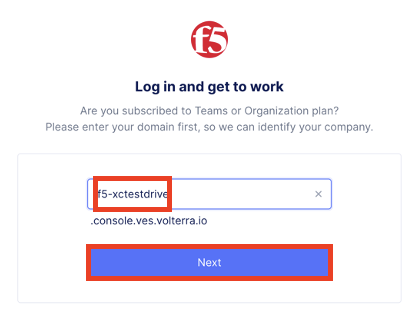 f5
Log in and get to work
Are you subscribed to Teams or Organization plan?
Please enter your domain first, so we can identify your company.
f5-xctestdrive
.console.ves.volterra.io
Next